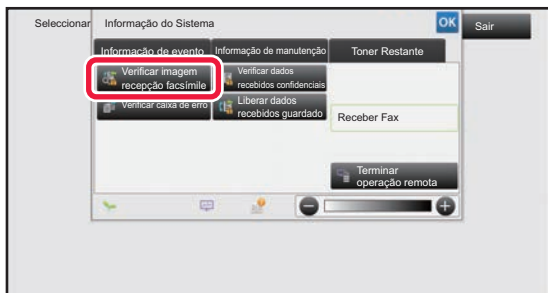 Seleccionar
Informação do Sistema
OK
Sair
Informação de evento
Informação de manutenção
Toner Restante
Verificar imagem
recepção facsímile
Verificar dados
recebidos confidenciais
Verificar caixa de erro
Liberar dados
recebidos guardado
Receber Fax
Terminar
operação remota